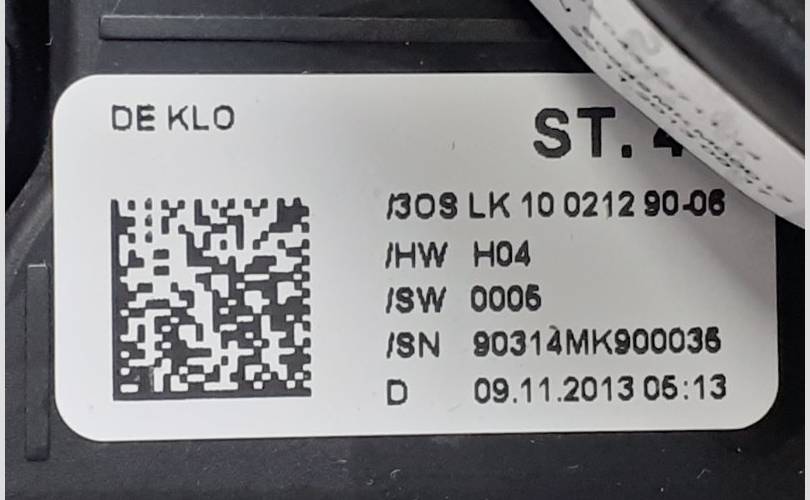 DE KLO
ST. 4
/3OS LK 10 0212 90-06
/HW H04
/SW 0005
/SN 90314MK900036
D 09.11.2013 05:13